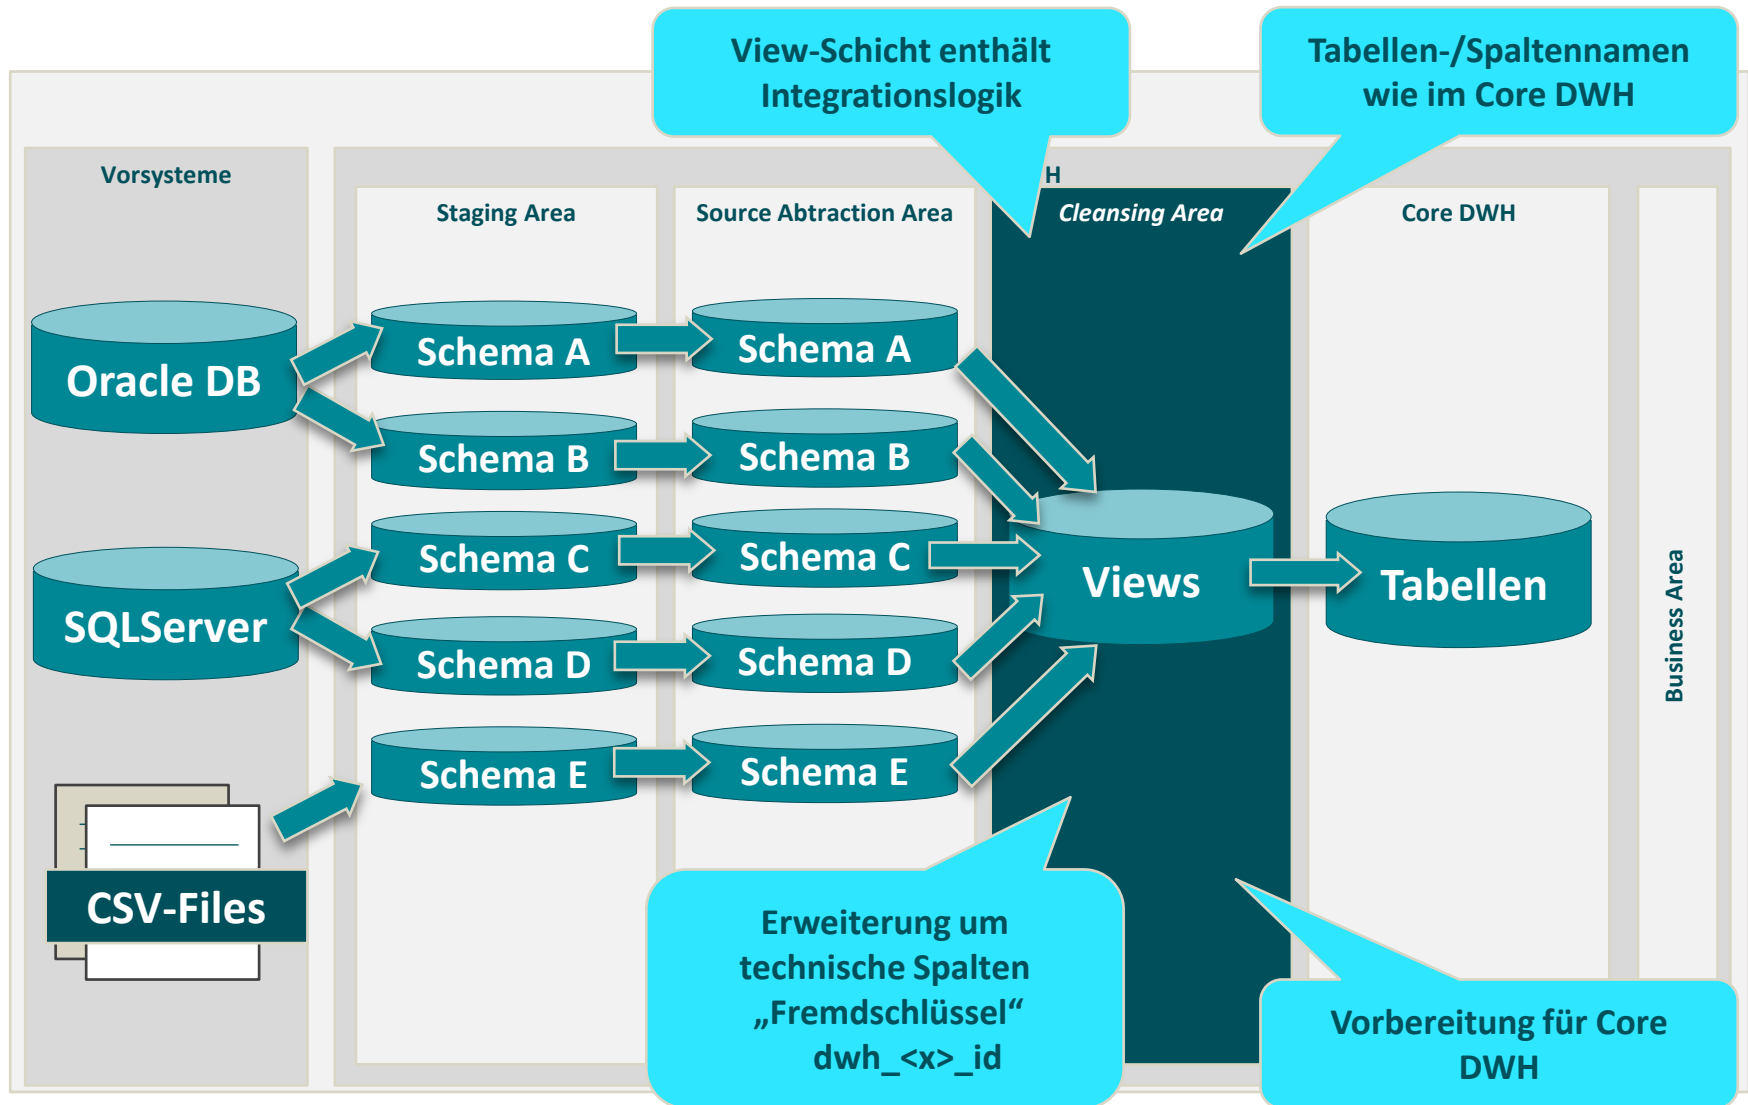 View-Schicht enthält
Integrationslogik
Tabellen-/Spaltennamen
wie im Core DWH
Vorsysteme
H
Staging Area
Source Abtraction Area
Cleansing Area
Core DWH
Oracle DB
Schema A
Schema A
Schema B
Schema B
SQLServer
Schema C
Schema C
Views
Tabellen
Schema D
Schema D
Business Area
Schema E
Schema E
CSV-Files
Erweiterung um
technische Spalten
„Fremdschlüssel“
dwh_<x>_id
Vorbereitung für Core
DWH